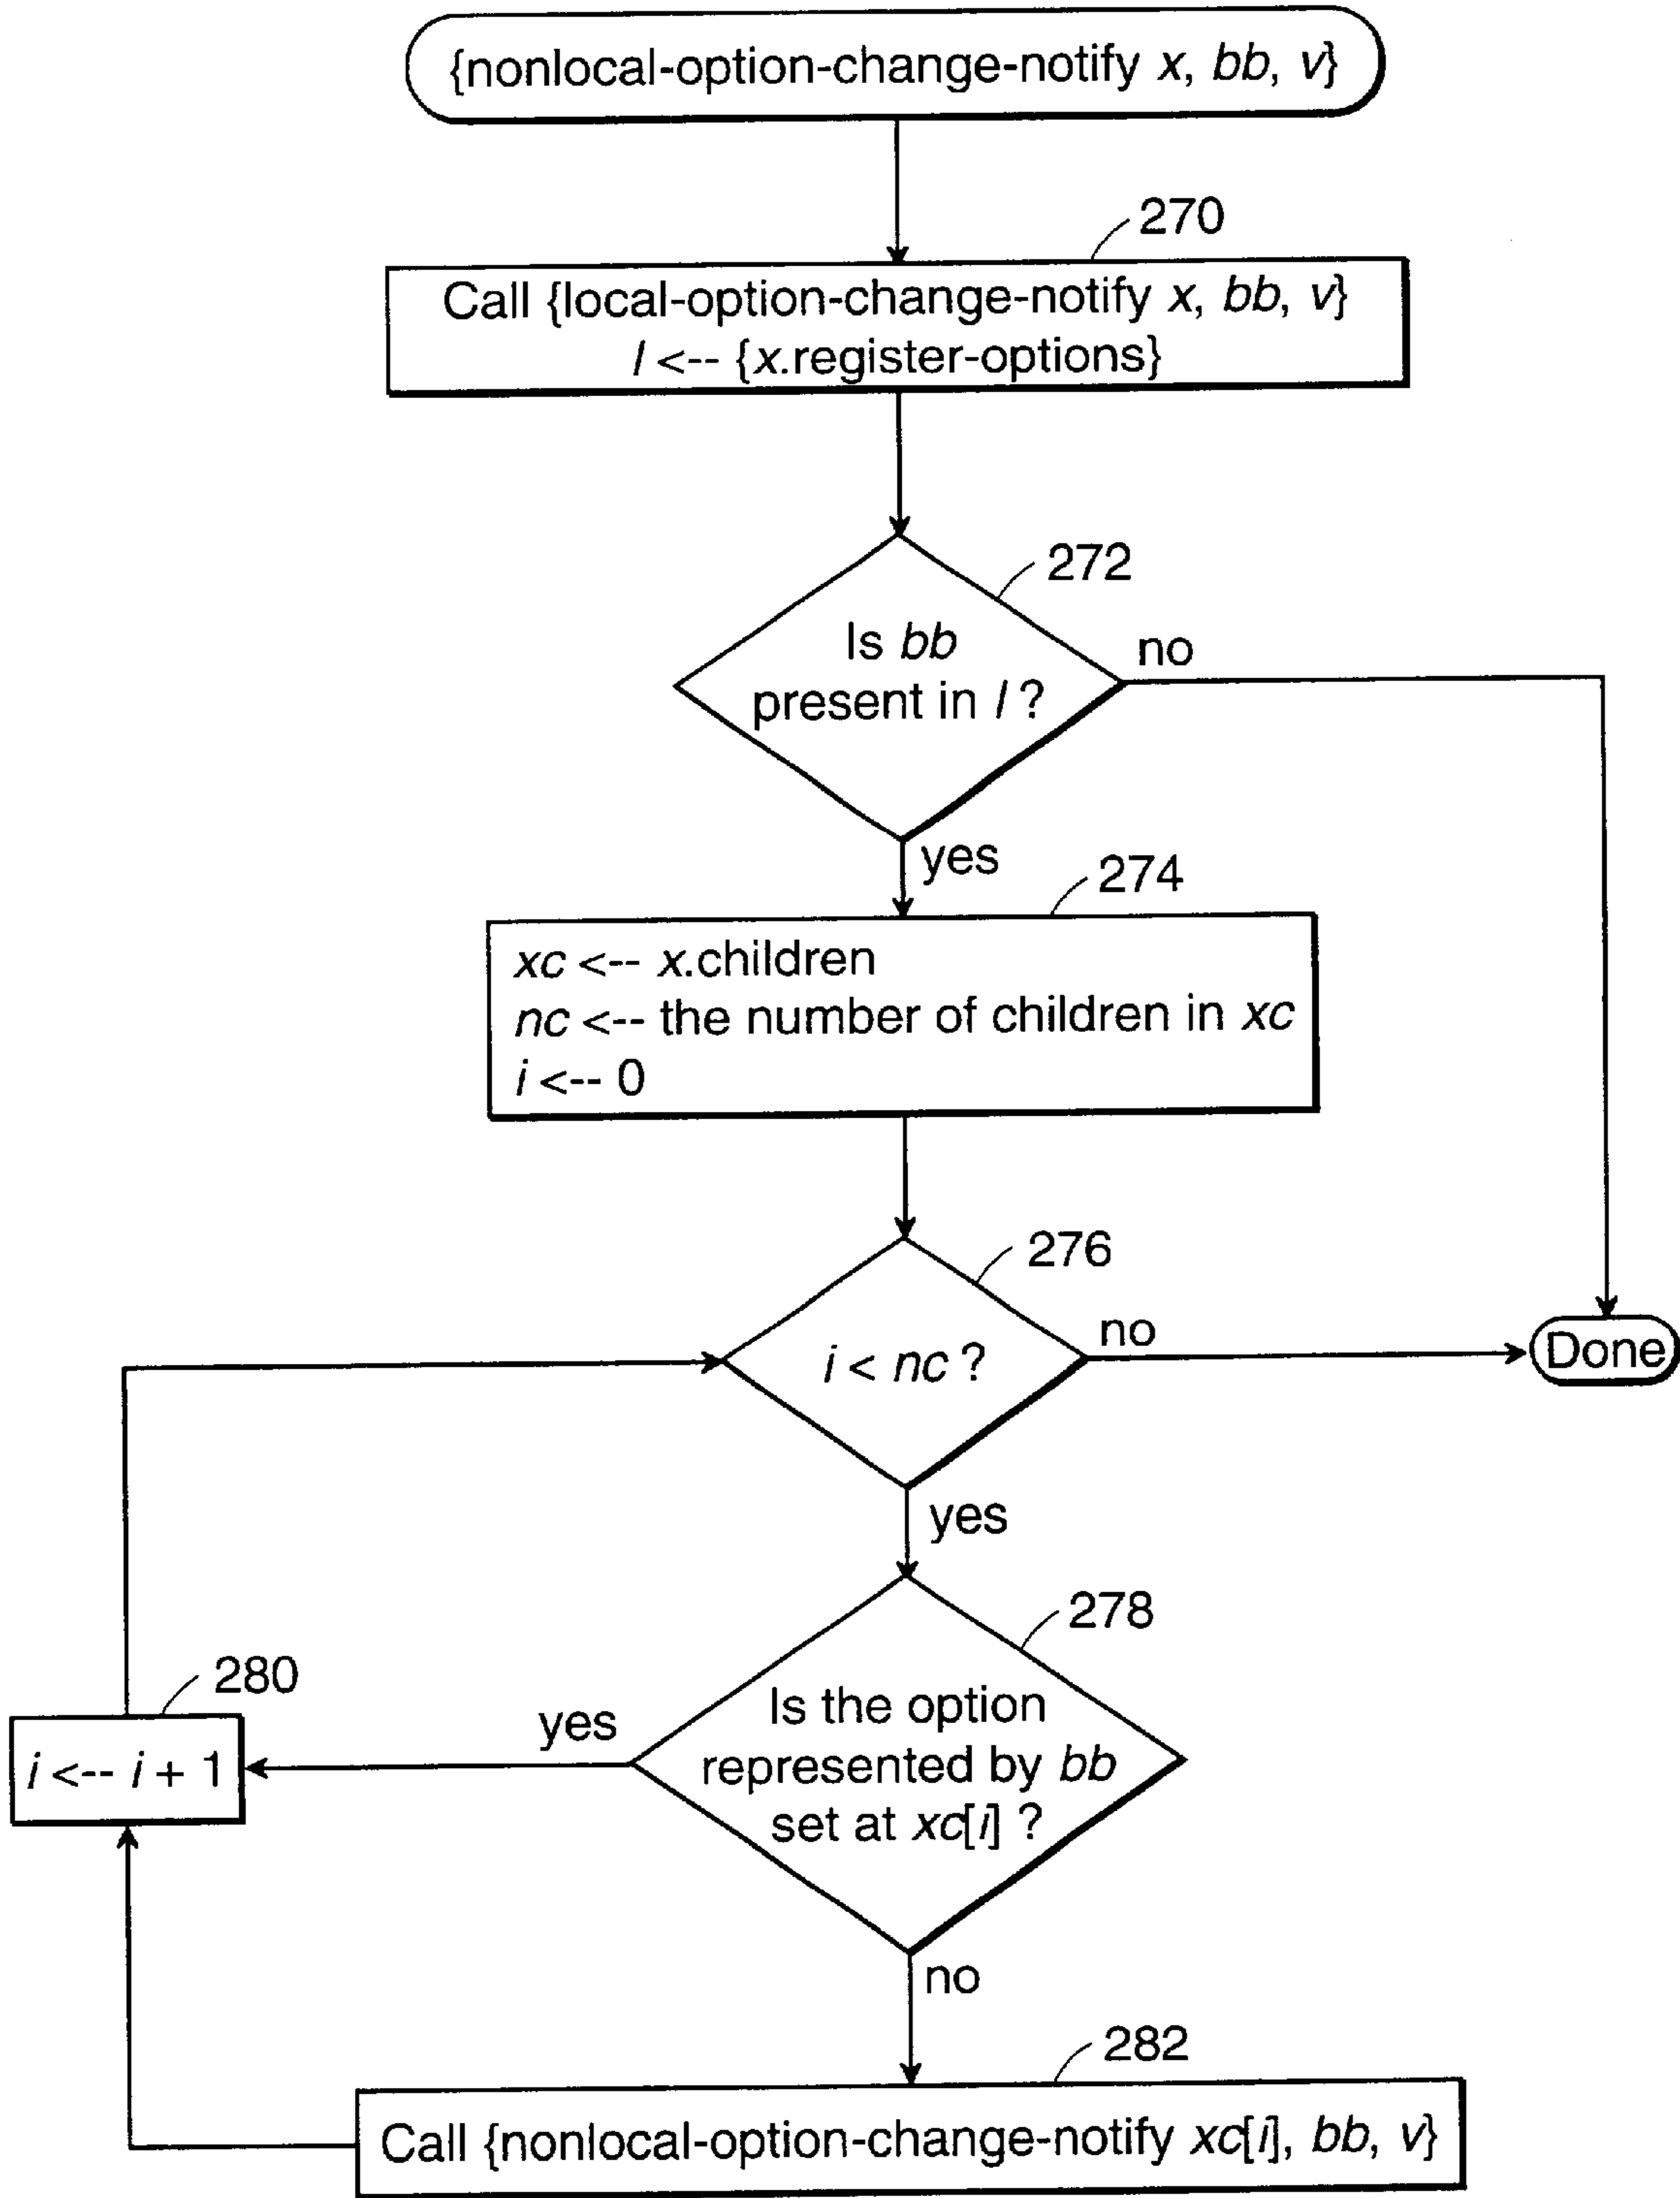 {nonlocal-option-change-notify x, bb, v}
270
Call {local-option-change-notify x, bb, v}
l <-- {x.register-options}
272
Is bb
present in l ?
no
yes
274
xc <-- x.children
nc <-- the number of children in xc
i <-- 0
276
i < nc ?
no
Done
yes
278
Is the option
represented by bb
set at xc[i] ?
yes
280
i <-- i + 1
no
282
Call {nonlocal-option-change-notify xc[i], bb, v}